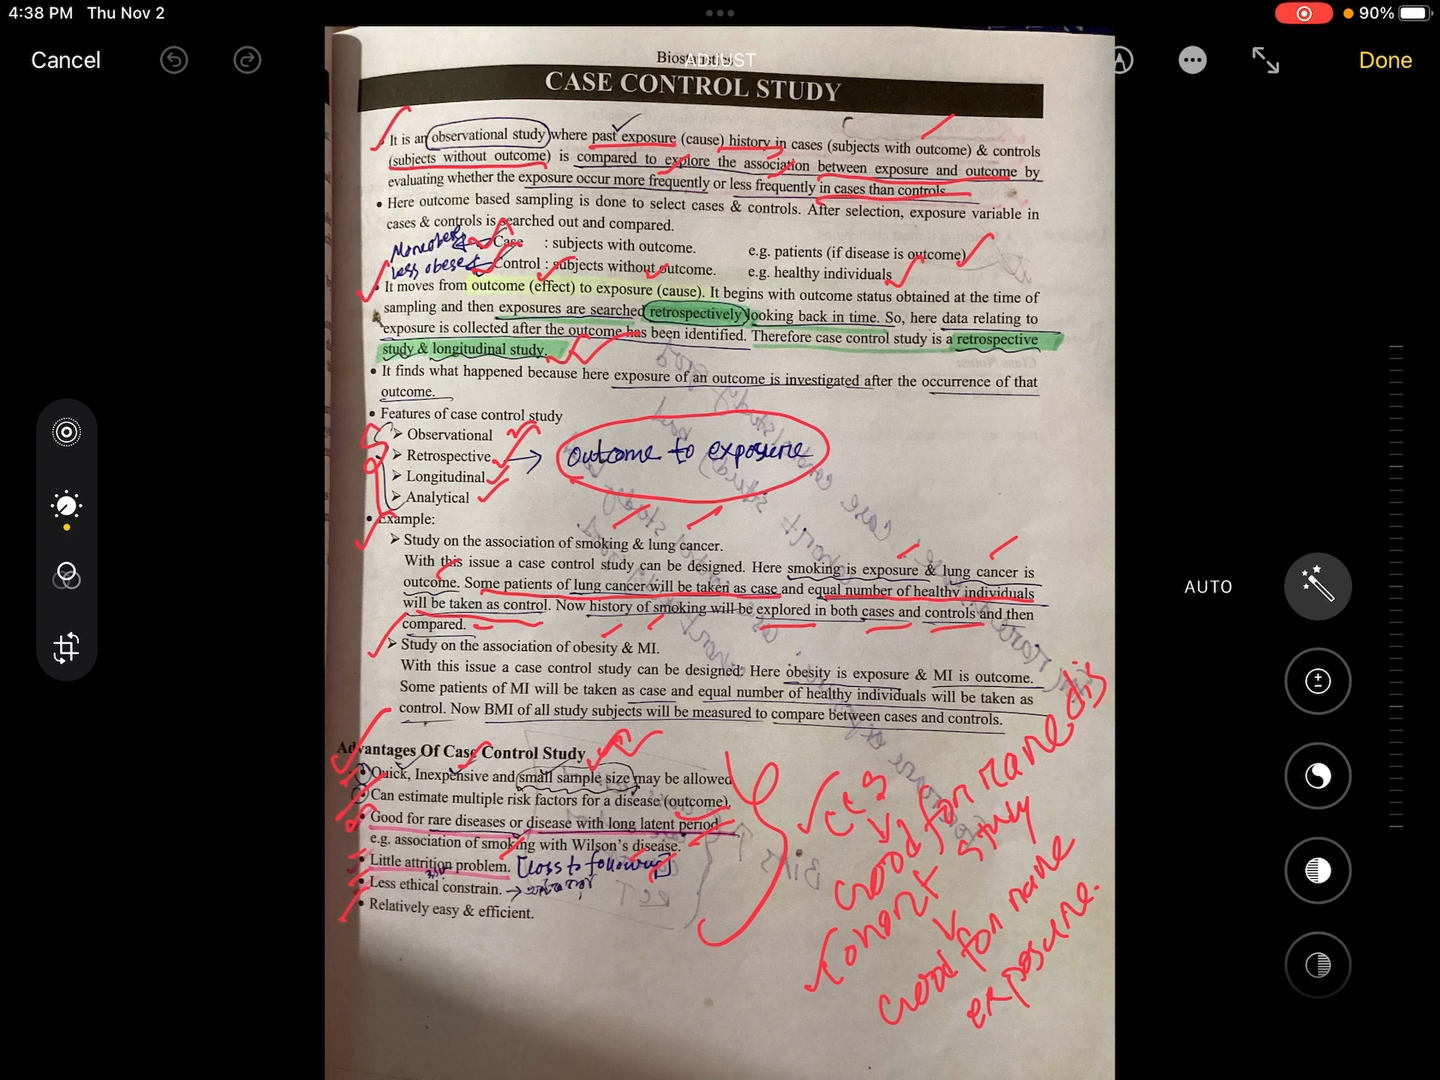 4:38 PM Thu Nov 2
90%
Cancel
ADJUST
Done
AUTO
Biostatistics
CASE CONTROL STUDY
• It is an observational study where past exposure (cause) history in cases (subjects with outcome) & controls
(subjects without outcome) is compared to explore the association between exposure and outcome by
evaluating whether the exposure occur more frequently or less frequently in cases than controls.
• Here outcome based sampling is done to select cases & controls. After selection, exposure variable in
cases & controls is searched out and compared.
More obese Case : subjects with outcome. e.g. patients (if disease is outcome)
Less obese Control : subjects without outcome. e.g. healthy individuals
• It moves from outcome (effect) to exposure (cause). It begins with outcome status obtained at the time of
sampling and then exposures are searched retrospectively looking back in time. So, here data relating to
exposure is collected after the outcome has been identified. Therefore case control study is a retrospective
study & longitudinal study.
• It finds what happened because here exposure of an outcome is investigated after the occurrence of that
outcome.
• Features of case control study
➢ Observational
➢ Retrospective → outcome to exposure
➢ Longitudinal
➢ Analytical
• Example:
➢ Study on the association of smoking & lung cancer.
With this issue a case control study can be designed. Here smoking is exposure & lung cancer is
outcome. Some patients of lung cancer will be taken as case and equal number of healthy individuals
will be taken as control. Now history of smoking will be explored in both cases and controls and then
compared.
➢ Study on the association of obesity & MI.
With this issue a case control study can be designed. Here obesity is exposure & MI is outcome.
Some patients of MI will be taken as case and equal number of healthy individuals will be taken as
control. Now BMI of all study subjects will be measured to compare between cases and controls.
Advantages Of Case Control Study
• Quick, Inexpensive and small sample size may be allowed
• Can estimate multiple risk factors for a disease (outcome).
• Good for rare diseases or disease with long latent period
e.g. association of smoking with Wilson's disease.
• Little attrition problem. [Loss to follow up]
• Less ethical constrain. →
• Relatively easy & efficient.
CCS
Good for rare dis
Cohort study
Good for rare
exposure.